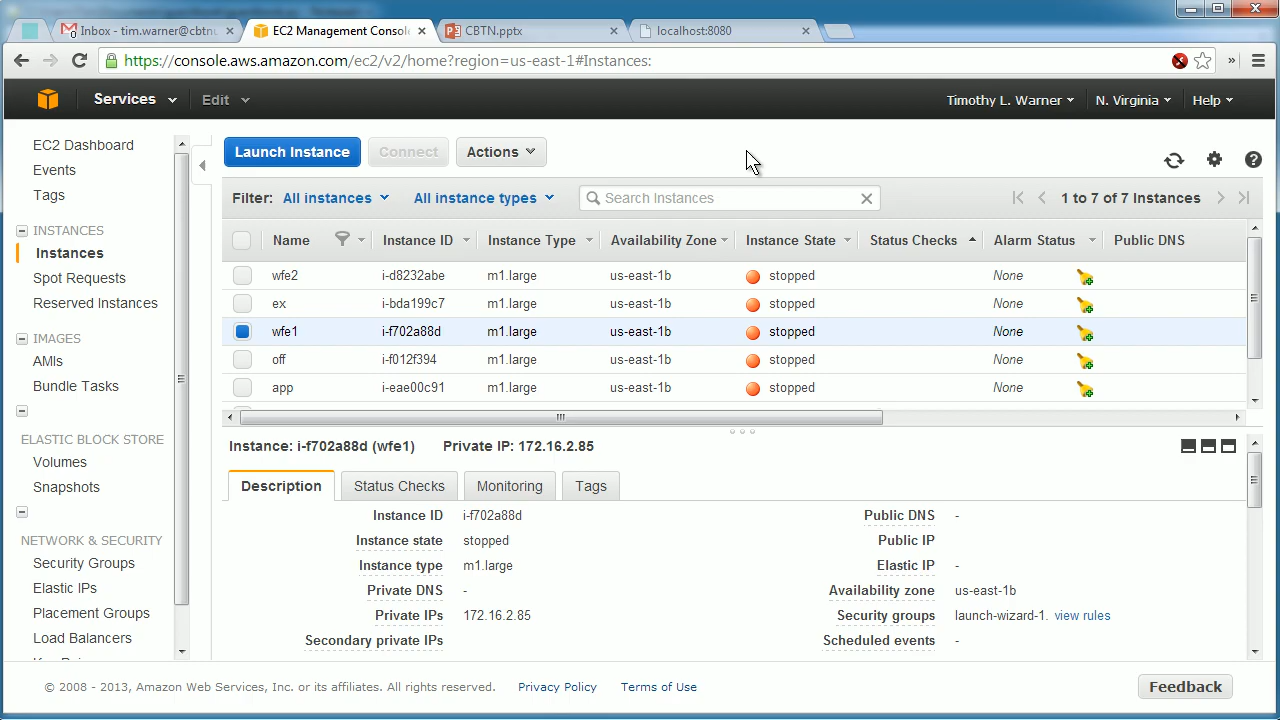 Inbox - tim.warner@cbtnu
EC2 Management Consol
CBTN.pptx
localhost:8080
https://console.aws.amazon.com/ec2/v2/home?region=us-east-1#Instances:
Services
Edit
Timothy L. Warner
N. Virginia
Help
EC2 Dashboard
Events
Tags
INSTANCES
Instances
Spot Requests
Reserved Instances
IMAGES
AMIs
Bundle Tasks
ELASTIC BLOCK STORE
Volumes
Snapshots
NETWORK & SECURITY
Security Groups
Elastic IPs
Placement Groups
Load Balancers
Launch Instance Connect Actions
Filter: All instances All instance types Search Instances 1 to 7 of 7 Instances
Name Instance ID Instance Type Availability Zone Instance State Status Checks Alarm Status Public DNS
wfe2 i-d8232abe m1.large us-east-1b stopped None
ex i-bda199c7 m1.large us-east-1b stopped None
wfe1 i-f702a88d m1.large us-east-1b stopped None
off i-f012f394 m1.large us-east-1b stopped None
app i-eae00c91 m1.large us-east-1b stopped None
Instance: i-f702a88d (wfe1) Private IP: 172.16.2.85
Description Status Checks Monitoring Tags
Instance ID i-f702a88d Public DNS -
Instance state stopped Public IP
Instance type m1.large Elastic IP -
Private DNS - Availability zone us-east-1b
Private IPs 172.16.2.85 Security groups launch-wizard-1. view rules
Secondary private IPs Scheduled events -
© 2008 - 2013, Amazon Web Services, Inc. or its affiliates. All rights reserved. Privacy Policy Terms of Use Feedback